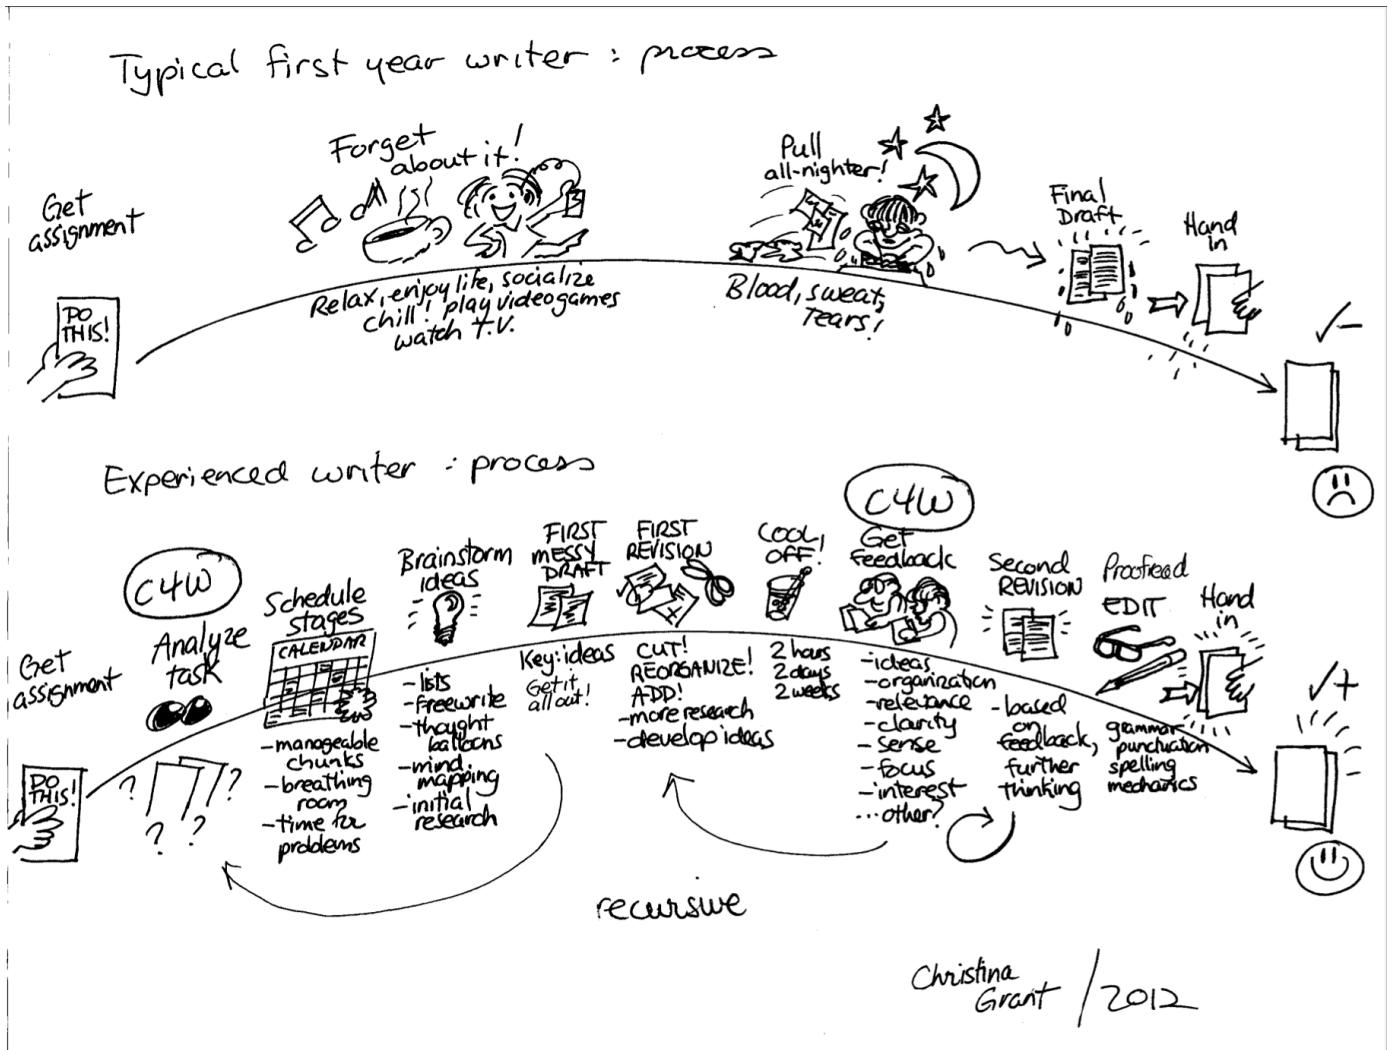 Typical first year writer : process
Get
assignment
DO
THIS!
Forget
about it!
Relax, enjoy life, socialize
chill! play videogames
watch T.V.
Pull
all-nighter!
Blood, sweat,
tears!
Final
DRAFT
Hand
in
✓-
Experienced writer : process
Get
assignment
DO
THIS!
C4W
Analyze
task
? ?
? ?
Schedule
stages
CALENDAR
-manageable
chunks
-breathing
room
-time for
problems
Brainstorm
ideas
-lists
-freewrite
-thought
balloons
-mind
mapping
-initial
research
FIRST
MESSY
DRAFT
Key: ideas
Get it
all out!
FIRST
REVISION
CUT!
REORGANIZE!
ADD!
-more research
-develop ideas
COOL
OFF!
2 hours
2 days
2 weeks
C4W
Get
feedback
-ideas
-organization
-relevance
-clarity
-sense
-focus
-interest
...other?
Second
REVISION
-based
on
feedback,
further
thinking
Proofread
EDIT
grammar
punctuation
spelling
mechanics
Hand
in
✓+
recursive
Christina
Grant / 2012